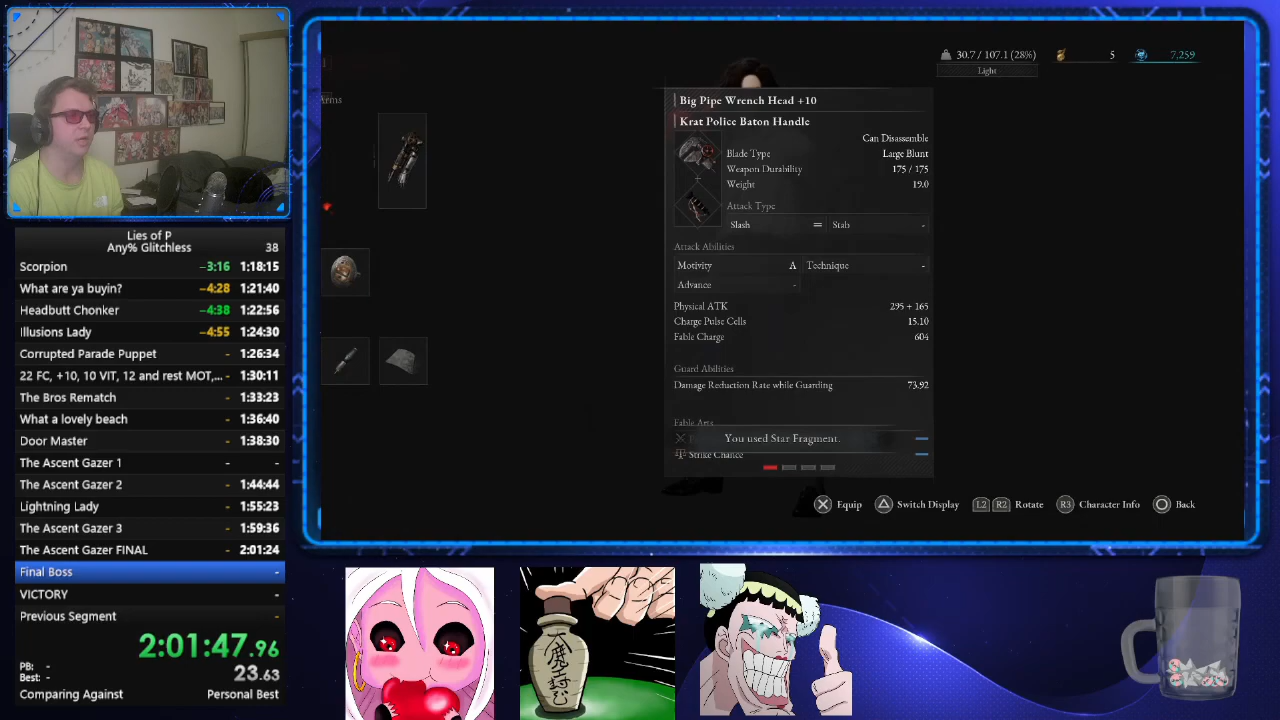 Lies of P
Any% Glitchless 38
Scorpion −3:16 1:18:15
What are ya buyin? −4:28 1:21:40
Headbutt Chonker −4:38 1:22:56
Illusions Lady −4:55 1:24:30
Corrupted Parade Puppet - 1:26:34
22 FC, +10, 10 VIT, 12 and rest MOT,... - 1:30:11
The Bros Rematch - 1:33:23
What a lovely beach - 1:36:40
Door Master - 1:38:30
The Ascent Gazer 1 - -
The Ascent Gazer 2 - 1:44:44
Lightning Lady - 1:55:23
The Ascent Gazer 3 - 1:59:36
The Ascent Gazer FINAL - 2:01:24
Final Boss -
VICTORY -
Previous Segment -
2:01:47.96
PB: -
Best: - 23.63
Comparing Against Personal Best
Arms
30.7 / 107.1 (28%) 5 7,259
Light
Big Pipe Wrench Head +10
Krat Police Baton Handle
Can Disassemble
Blade Type Large Blunt
Weapon Durability 175 / 175
Weight 19.0
Attack Type
Slash = Stab -
Attack Abilities
Motivity A Technique -
Advance -
Physical ATK 295 + 165
Charge Pulse Cells 15.10
Fable Charge 604
Guard Abilities
Damage Reduction Rate while Guarding 73.92
Fable Arts
You used Star Fragment.
Strike Chance
Equip Switch Display L2 R2 Rotate R3 Character Info Back